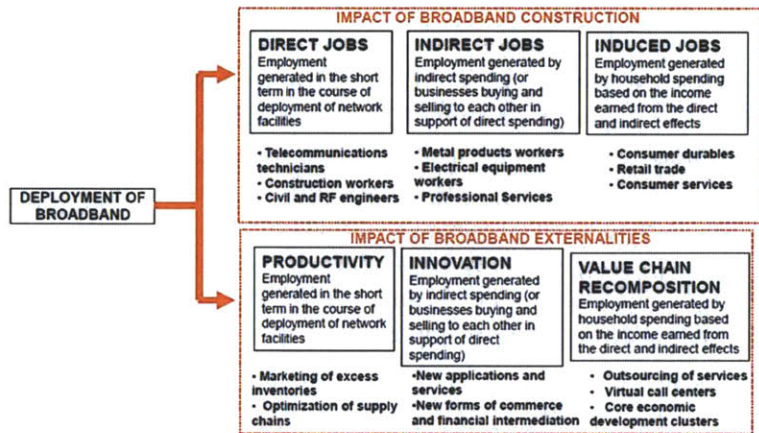 IMPACT OF BROADBAND CONSTRUCTION
DIRECT JOBS
Employment
generated in the short
term in the course of
deployment of network
facilities
• Telecommunications
technicians
• Construction workers
• Civil and RF engineers
INDIRECT JOBS
Employment generated by
indirect spending (or
businesses buying and
selling to each other in
support of direct spending)
• Metal products workers
• Electrical equipment
workers
• Professional Services
INDUCED JOBS
Employment generated
by household spending
based on the income
earned from the direct
and indirect effects
• Consumer durables
• Retail trade
• Consumer services
DEPLOYMENT OF
BROADBAND
IMPACT OF BROADBAND EXTERNALITIES
PRODUCTIVITY
Employment
generated in the short
term in the course of
deployment of network
facilities
• Marketing of excess
inventories
• Optimization of supply
chains
INNOVATION
Employment generated
by indirect spending (or
businesses buying and
selling to each other in
support of direct
spending)
•New applications and
services
•New forms of commerce
and financial intermediation
VALUE CHAIN
RECOMPOSITION
Employment generated by
household spending based
on the income earned from
the direct and indirect effects
• Outsourcing of services
• Virtual call centers
• Core economic
development clusters